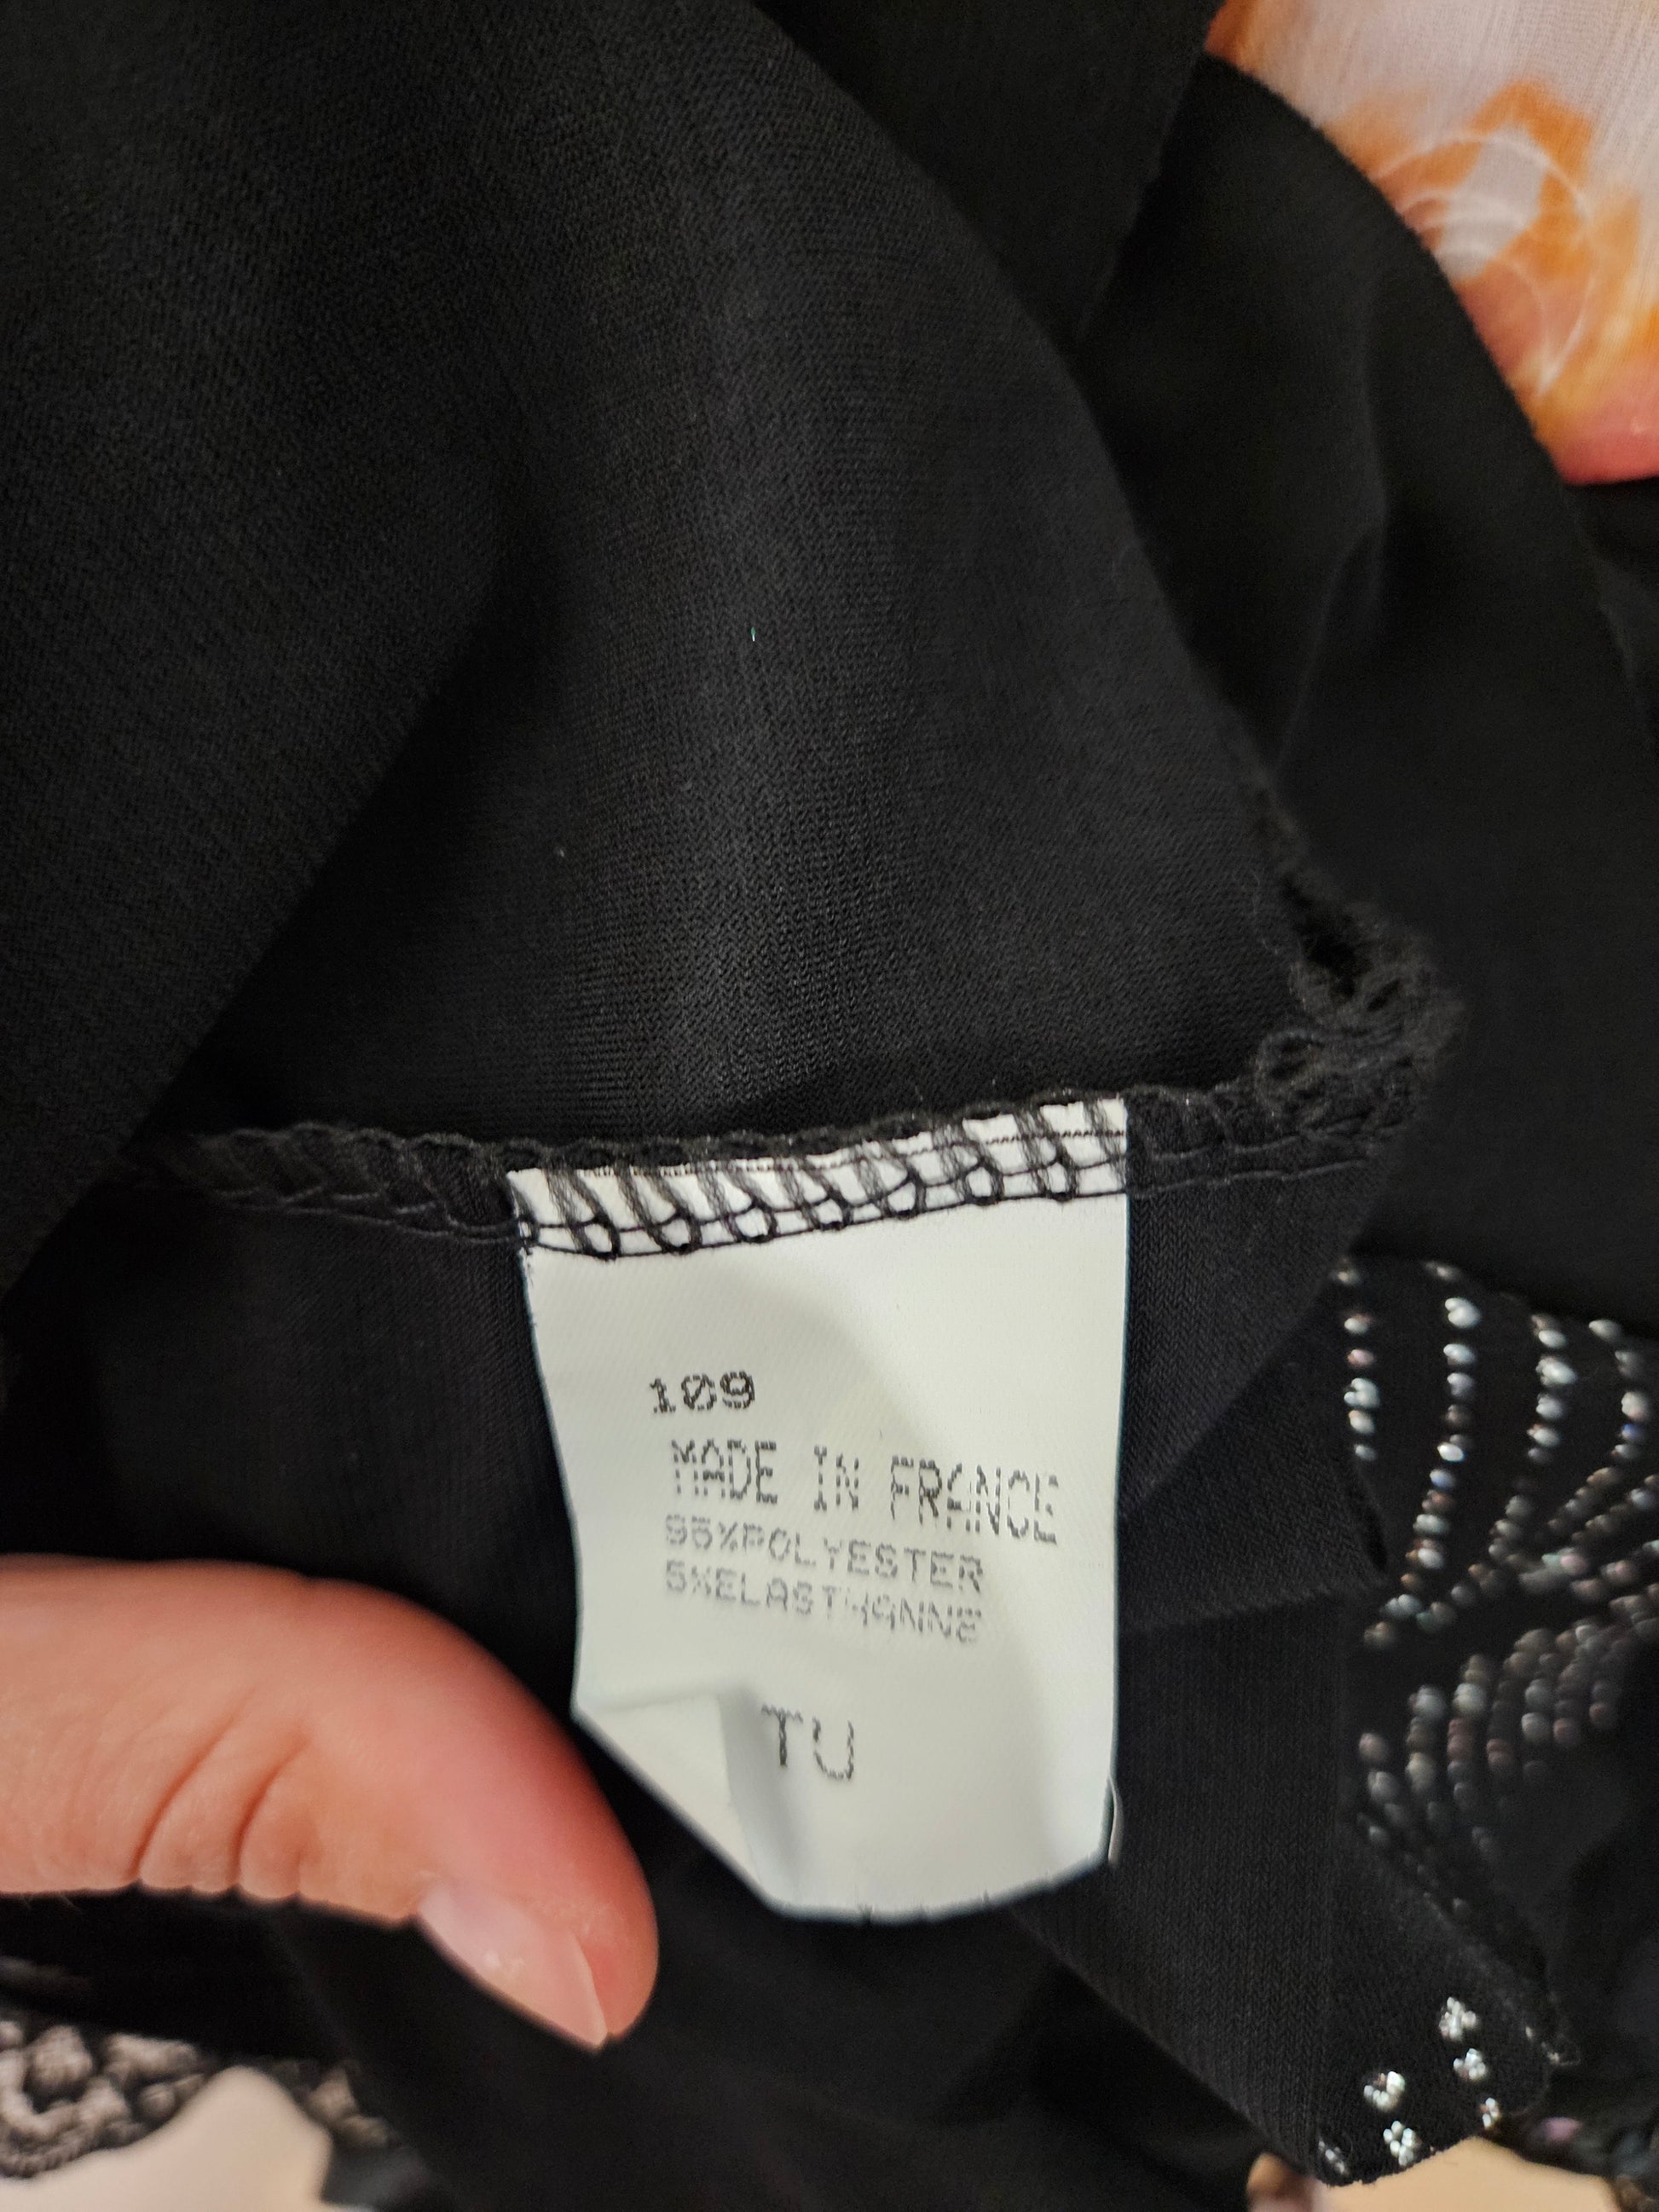 109
MADE IN FRANCE
95%POLYESTER
5%ELASTHANNE
TU